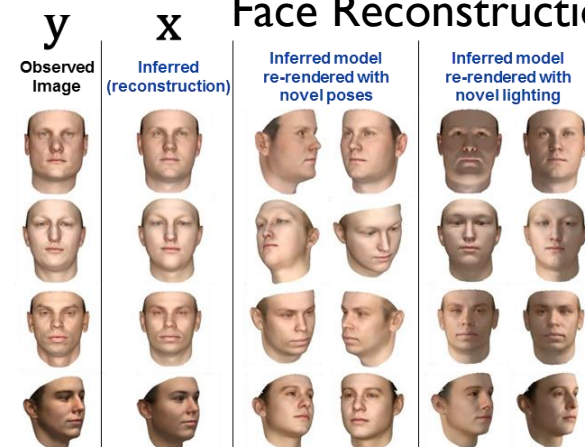 Face Reconstructi
y
x
Observed
Image
Inferred
(reconstruction)
Inferred model
re-rendered with
novel poses
Inferred model
re-rendered with
novel lighting